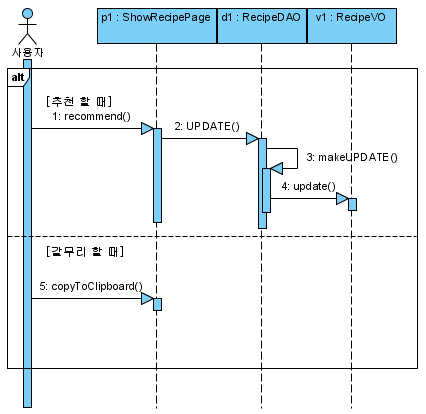 p1 : ShowRecipePage
d1 : RecipeDAO
v1 : RecipeVO
사용자
alt
[추천 할 때]
1: recommend()
2: UPDATE()
3: makeUPDATE()
4: update()
[갈무리 할 때]
5: copyToClipboard()